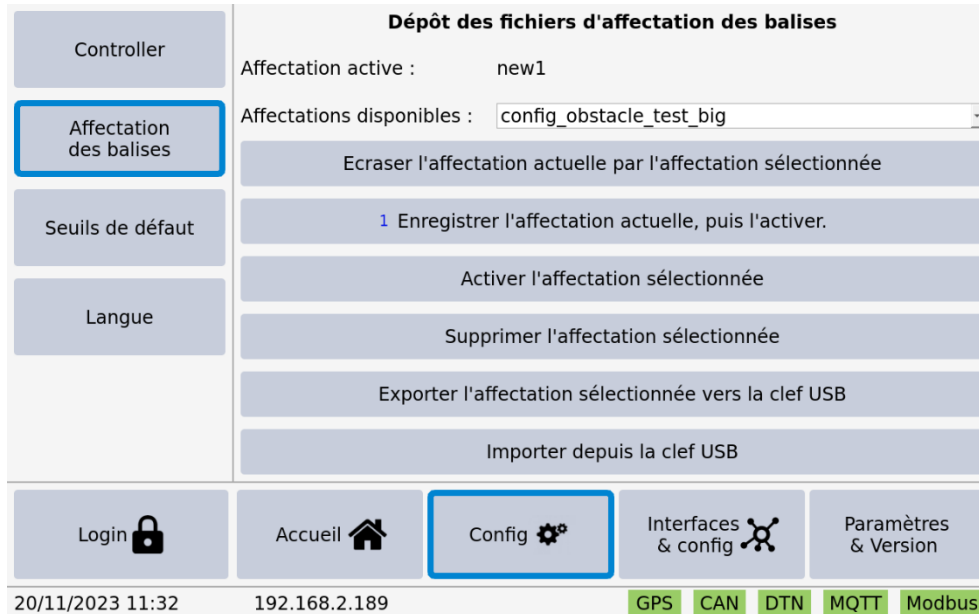 Controller
Affectation
des balises
Seuils de défaut
Langue
Dépôt des fichiers d'affectation des balises
Affectation active : new1
Affectations disponibles : config_obstacle_test_big
Ecraser l'affectation actuelle par l'affectation sélectionnée
1 Enregistrer l'affectation actuelle, puis l'activer.
Activer l'affectation sélectionnée
Supprimer l'affectation sélectionnée
Exporter l'affectation sélectionnée vers la clef USB
Importer depuis la clef USB
Login
Accueil
Config
Interfaces
& config
Paramètres
& Version
20/11/2023 11:32 192.168.2.189 GPS CAN DTN MQTT Modbus